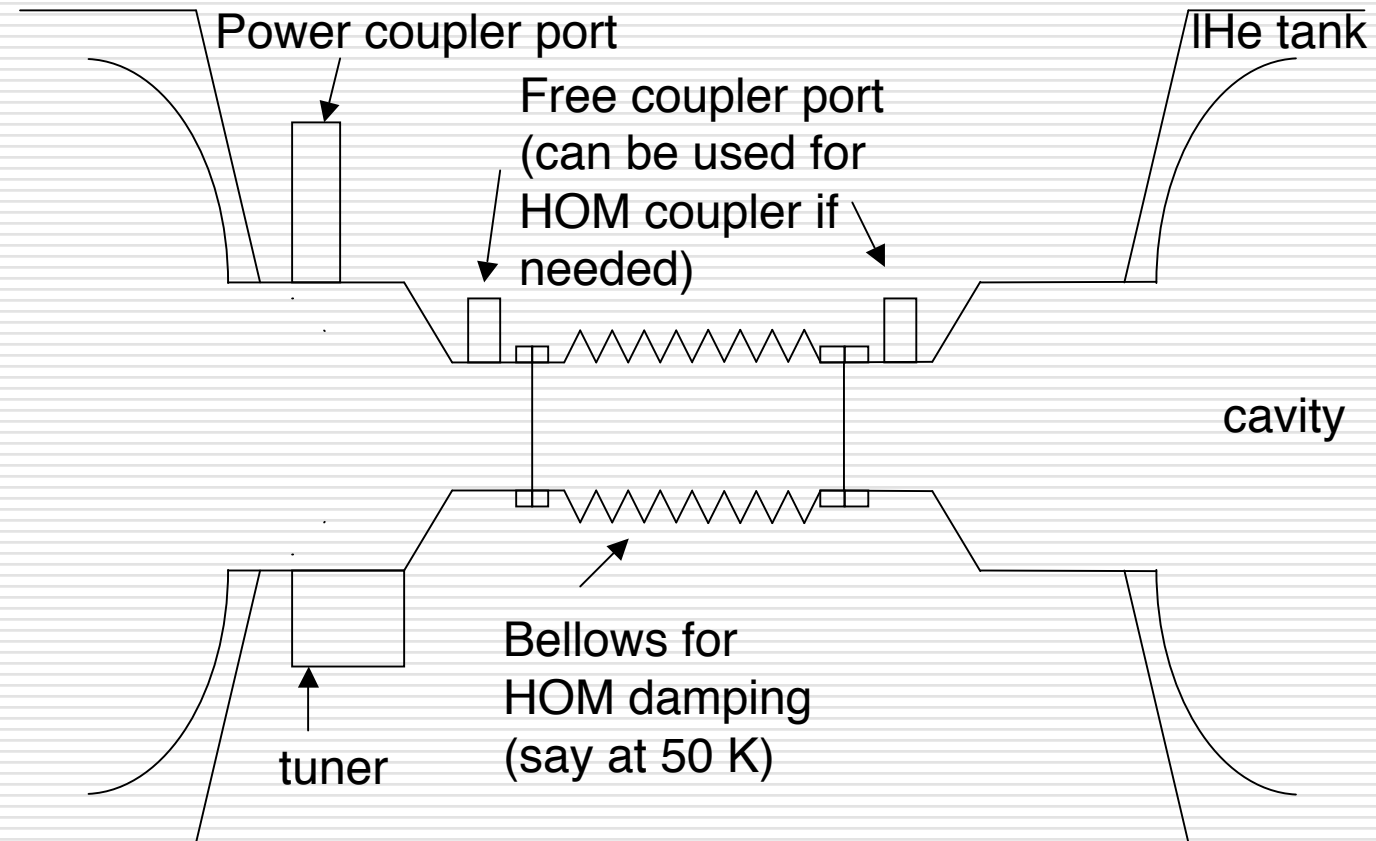 Power coupler port
lHe tank
Free coupler port
(can be used for
HOM coupler if
needed)
cavity
Bellows for
HOM damping
(say at 50 K)
tuner